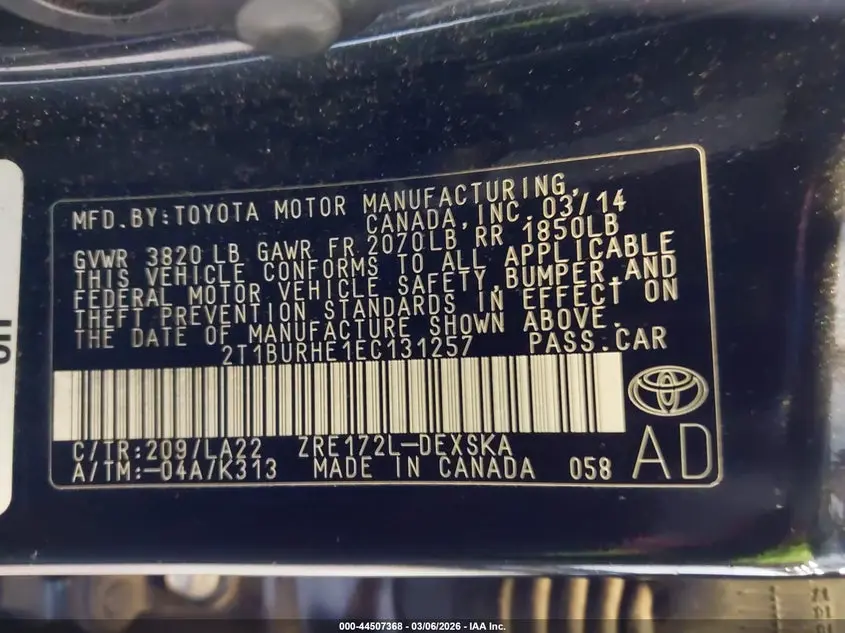 MFD.BY:TOYOTA MOTOR MANUFACTURING,
CANADA,INC. 03/14
GVWR 3820 LB GAWR FR 2070LB RR 1850LB
THIS VEHICLE CONFORMS TO ALL APPLICABLE
FEDERAL MOTOR VEHICLE SAFETY,BUMPER,AND
THEFT PREVENTION STANDARDS IN EFFECT ON
THE DATE OF MANUFACTURE SHOWN ABOVE.
2T1BURHE1EC131257 PASS.CAR
C/TR:209/LA22 ZRE172L-DEXSKA
A/TM:-04A/K313 MADE IN CANADA 058 AD
000-44507368 - 03/06/2026 - IAA Inc.